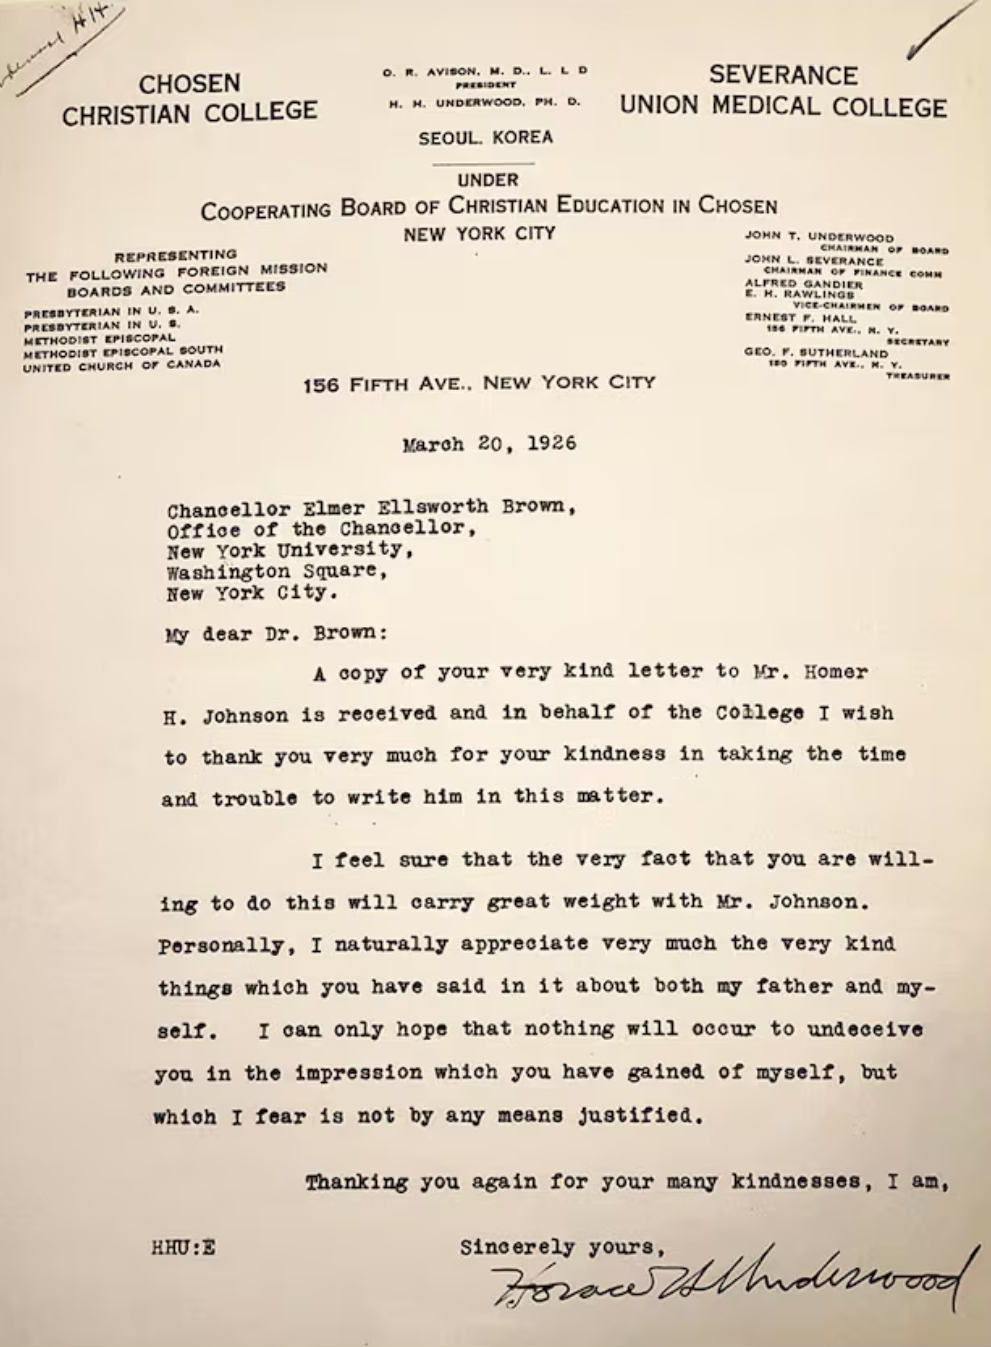 Underwood H H.
CHOSEN
CHRISTIAN COLLEGE
O. R. AVISON, M. D., L. L D
PRESIDENT
H. H. UNDERWOOD, PH. D.
SEOUL. KOREA
SEVERANCE
UNION MEDICAL COLLEGE
UNDER
COOPERATING BOARD OF CHRISTIAN EDUCATION IN CHOSEN
NEW YORK CITY
REPRESENTING
THE FOLLOWING FOREIGN MISSION
BOARDS AND COMMITTEES
PRESBYTERIAN IN U. S. A.
PRESBYTERIAN IN U. S.
METHODIST EPISCOPAL
METHODIST EPISCOPAL SOUTH
UNITED CHURCH OF CANADA
JOHN T. UNDERWOOD
CHAIRMAN OF BOARD
JOHN L. SEVERANCE
CHAIRMAN OF FINANCE COMM
ALFRED GANDIER
E. H. RAWLINGS
VICE-CHAIRMEN OF BOARD
ERNEST F. HALL
156 FIFTH AVE., N. Y.
SECRETARY
GEO. F. SUTHERLAND
150 FIFTH AVE., N. Y.
TREASURER
156 FIFTH AVE., NEW YORK CITY
March 20, 1926
Chancellor Elmer Ellsworth Brown,
Office of the Chancellor,
New York University,
Washington Square,
New York City.
My dear Dr. Brown:
A copy of your very kind letter to Mr. Homer
H. Johnson is received and in behalf of the College I wish
to thank you very much for your kindness in taking the time
and trouble to write him in this matter.
I feel sure that the very fact that you are will-
ing to do this will carry great weight with Mr. Johnson.
Personally, I naturally appreciate very much the very kind
things which you have said in it about both my father and my-
self. I can only hope that nothing will occur to undeceive
you in the impression which you have gained of myself, but
which I fear is not by any means justified.
Thanking you again for your many kindnesses, I am,
HHU:E
Sincerely yours,
Horace H Underwood